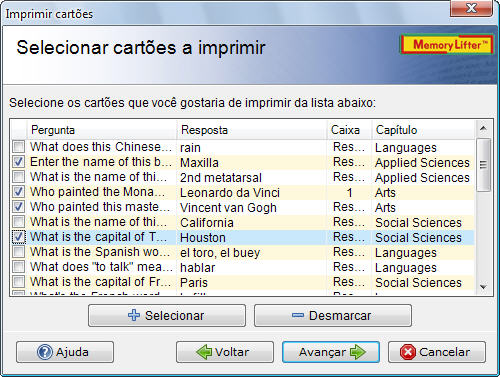 Imprimir cartões
Selecionar cartões a imprimir
MemoryLifter™
Selecione os cartões que você gostaria de imprimir da lista abaixo:
Pergunta Resposta Caixa Capítulo
What does this Chinese... rain Res... Languages
Enter the name of this b... Maxilla Res... Applied Sciences
What is the name of thi... 2nd metatarsal Res... Applied Sciences
Who painted the Mona... Leonardo da Vinci 1 Arts
Who painted this maste... Vincent van Gogh Res... Arts
What is the name of thi... California Res... Social Sciences
What is the capital of T... Houston Res... Social Sciences
What is the Spanish wo... el toro, el buey Res... Languages
What does "to talk" mea... hablar Res... Languages
What is the capital of Fr... Paris Res... Social Sciences
What's the French word
Selecionar Desmarcar
Ajuda Voltar Avançar Cancelar